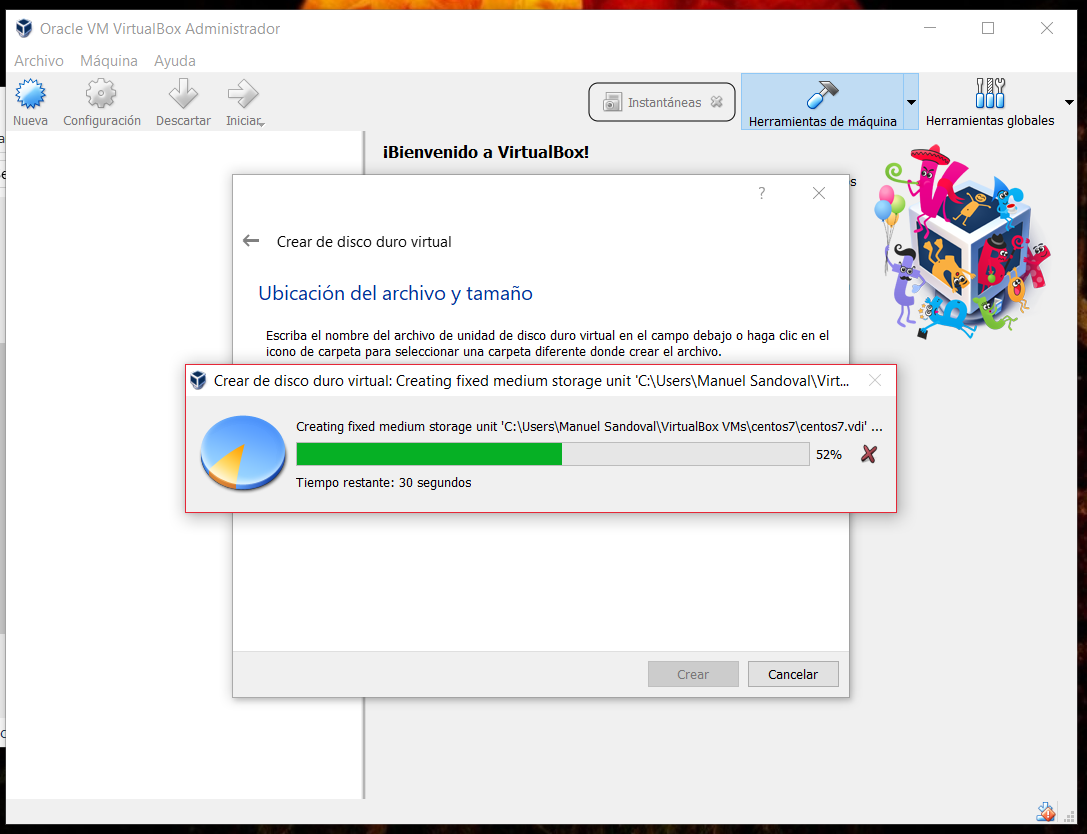 Oracle VM VirtualBox Administrador
Archivo Máquina Ayuda
Nueva Configuración Descartar Iniciar
Instantáneas
Herramientas de máquina
Herramientas globales
¡Bienvenido a VirtualBox!
?
Crear de disco duro virtual
Ubicación del archivo y tamaño
Escriba el nombre del archivo de unidad de disco duro virtual en el campo debajo o haga clic en el
icono de carpeta para seleccionar una carpeta diferente donde crear el archivo.
Crear de disco duro virtual: Creating fixed medium storage unit 'C:\Users\Manuel Sandoval\Virt...
Creating fixed medium storage unit 'C:\Users\Manuel Sandoval\VirtualBox VMs\centos7\centos7.vdi' ...
52%
Tiempo restante: 30 segundos
Crear Cancelar